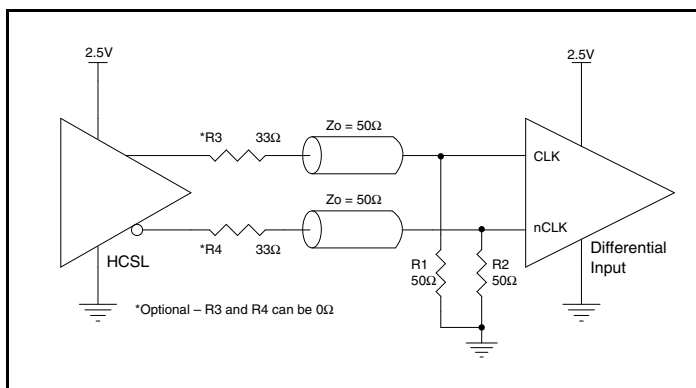 2.5V
2.5V
*R3 33Ω
Zo = 50Ω
CLK
Zo = 50Ω
nCLK
*R4 33Ω
HCSL
R1
50Ω
R2
50Ω
Differential
Input
*Optional – R3 and R4 can be 0Ω